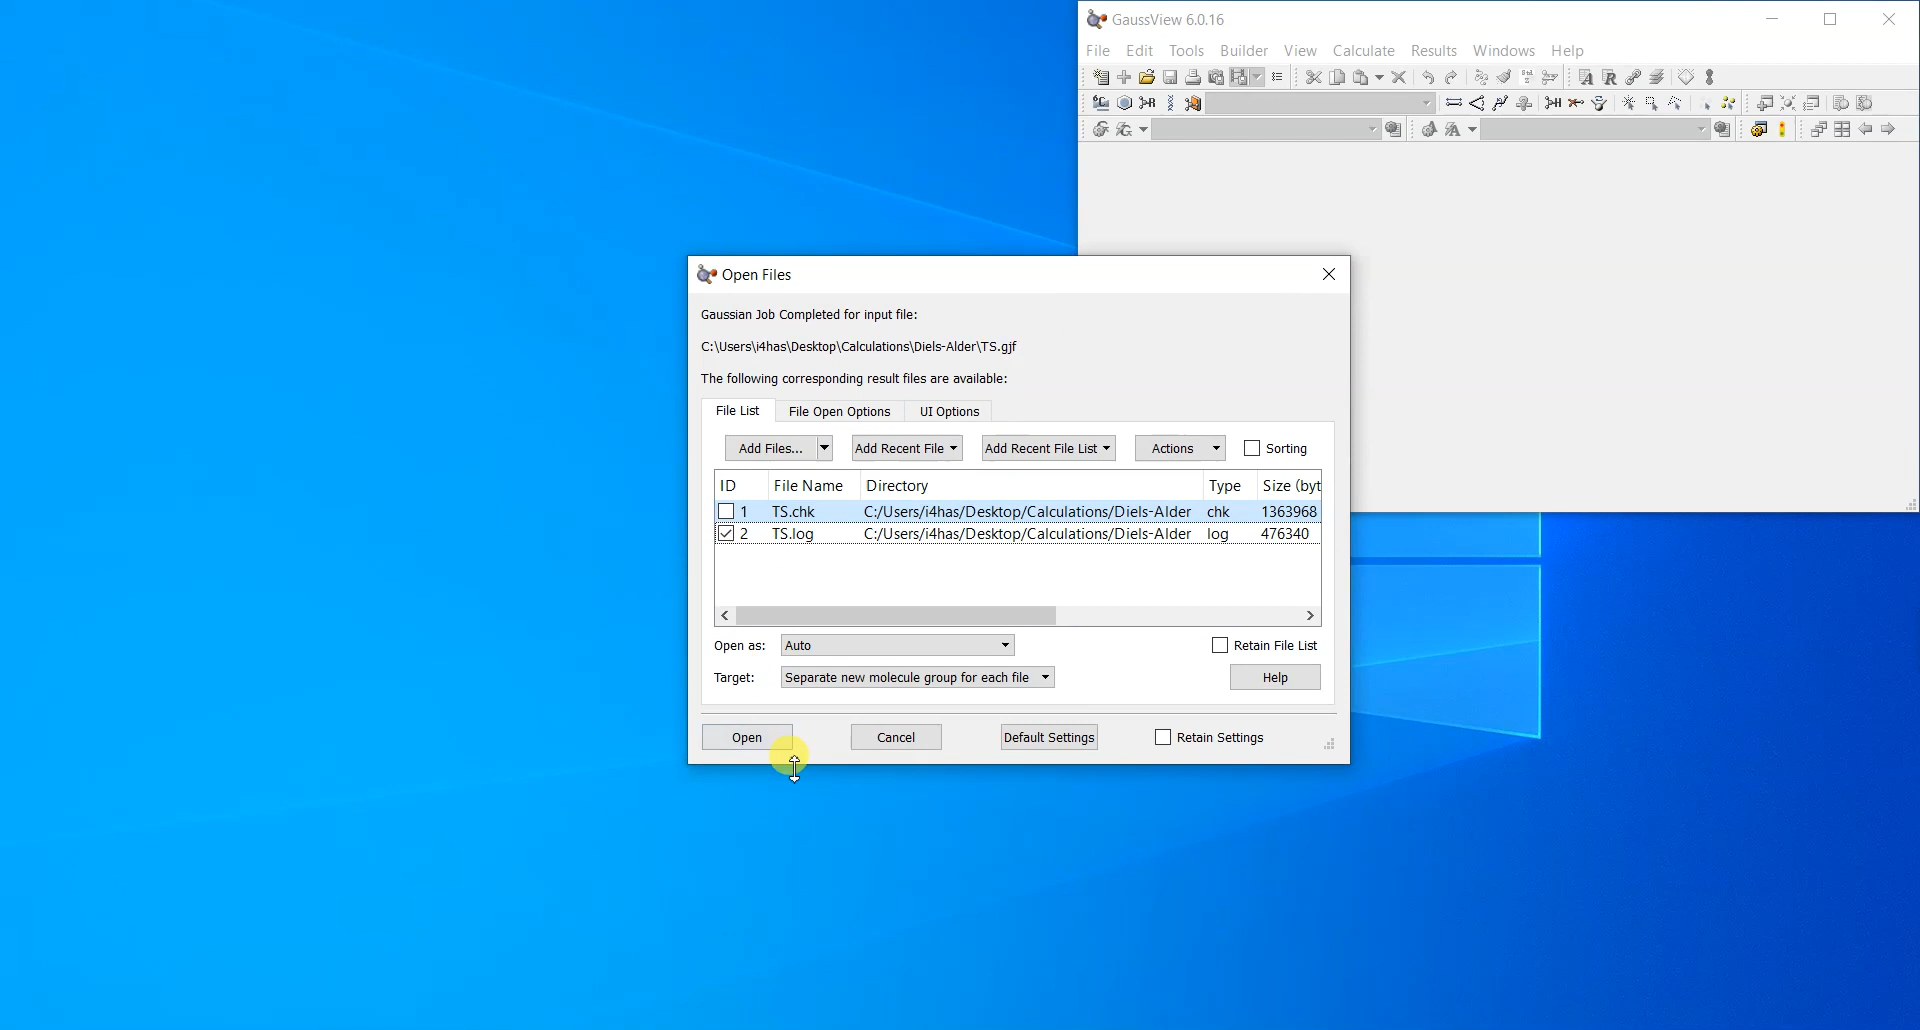 GaussView 6.0.16
File Edit Tools Builder View Calculate Results Windows Help
Open Files
Gaussian Job Completed for input file:
C:\Users\i4has\Desktop\Calculations\Diels-Alder\TS.gjf
The following corresponding result files are available:
File List File Open Options UI Options
Add Files... Add Recent File Add Recent File List Actions Sorting
ID File Name Directory Type Size (byt
1 TS.chk C:/Users/i4has/Desktop/Calculations/Diels-Alder chk 1363968
2 TS.log C:/Users/i4has/Desktop/Calculations/Diels-Alder log 476340
Open as: Auto Retain File List
Target: Separate new molecule group for each file Help
Open Cancel Default Settings Retain Settings